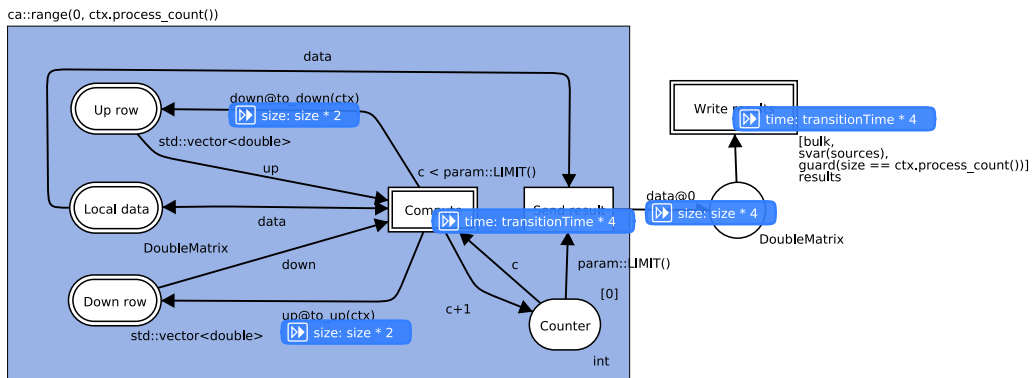 ca::range(0, ctx.process_count())
data
Up row
down@to_down(ctx)
size: size * 2
std::vector<double>
up
c < param::LIMIT()
Write results
time: transitionTime * 4
[bulk,
svar(sources),
guard(size == ctx.process_count())]
results
Local data
data
Compute
Send result
time: transitionTime * 4
data@0
size: size * 4
DoubleMatrix
DoubleMatrix
down
c
param::LIMIT()
Down row
[0]
up@to_up(ctx)
c+1
Counter
std::vector<double>
size: size * 2
int